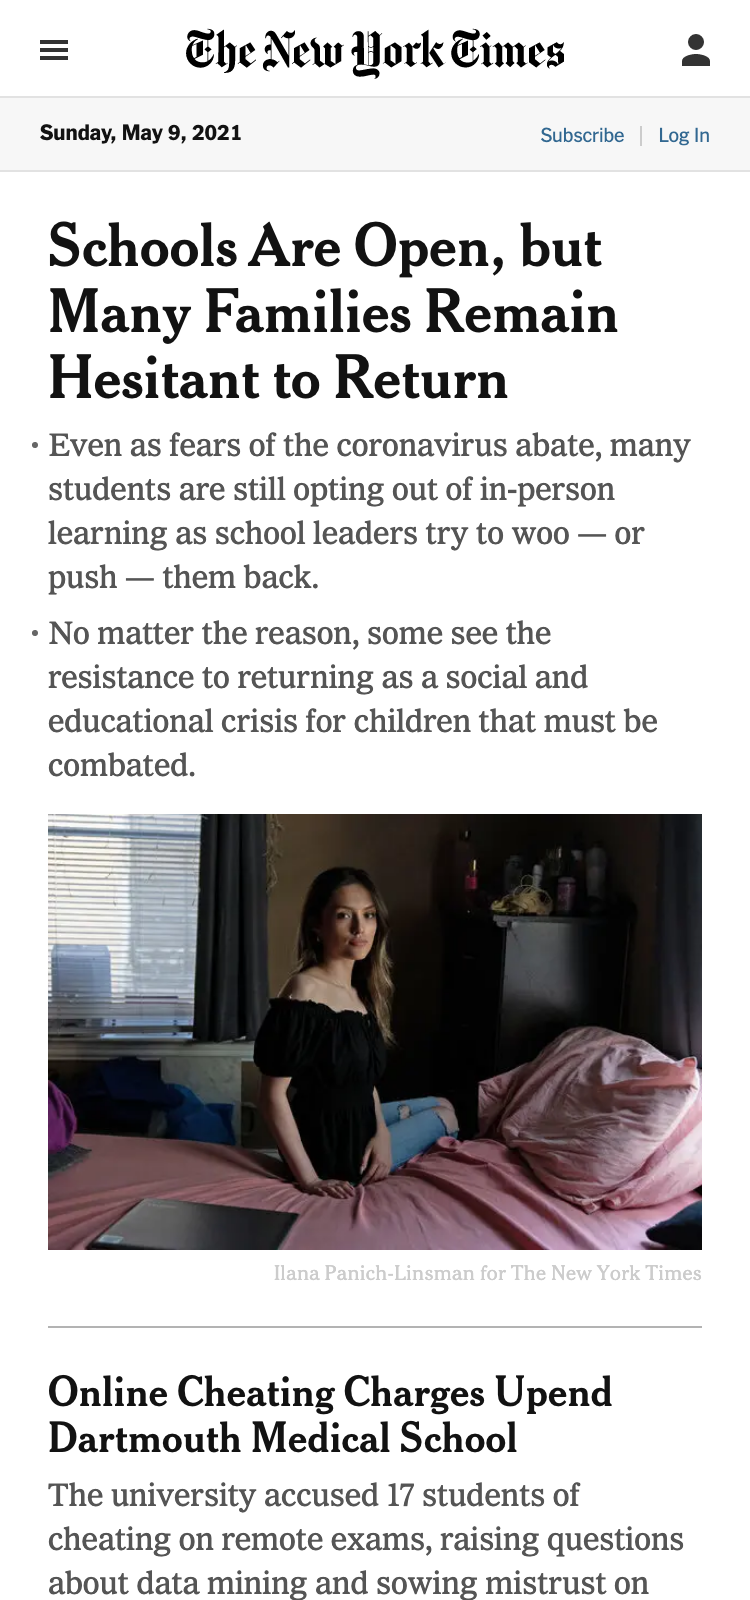 The New York Times
Sunday, May 9, 2021
Subscribe | Log In
Schools Are Open, but
Many Families Remain
Hesitant to Return
• Even as fears of the coronavirus abate, many
students are still opting out of in-person
learning as school leaders try to woo — or
push — them back.
• No matter the reason, some see the
resistance to returning as a social and
educational crisis for children that must be
combated.
Ilana Panich-Linsman for The New York Times
Online Cheating Charges Upend
Dartmouth Medical School
The university accused 17 students of
cheating on remote exams, raising questions
about data mining and sowing mistrust on